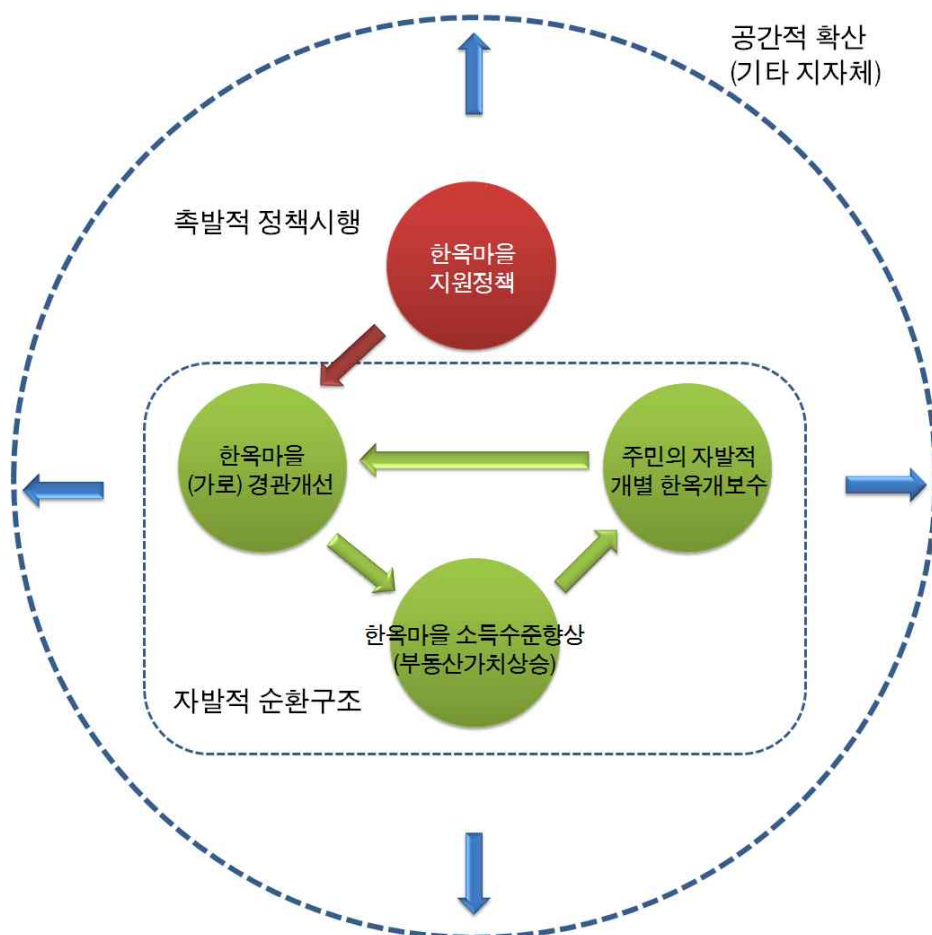 공간적 확산
(기타 지자체)
촉발적 정책시행
한옥마을
지원정책
한옥마을
(가로) 경관개선
주민의 자발적
개별 한옥개보수
한옥마을 소득수준향상
(부동산가치상승)
자발적 순환구조